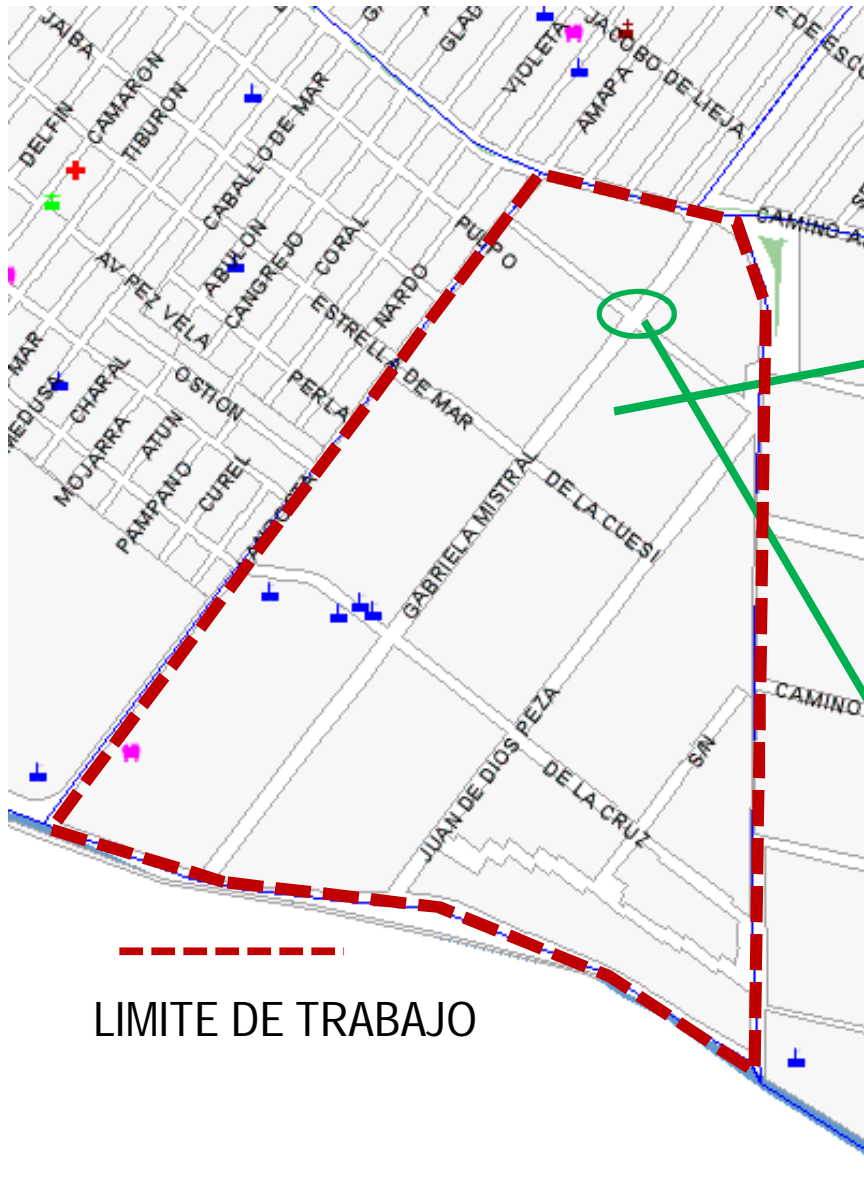 JAIBA
VIOLETA
JACOBO DE LIEJA
AMAPA
CAMARON
DELFIN
TIBURON
CABALLO DE MAR
ABULON
CANGREJO
CORAL
PULPO
CAMINO A
AV PEZ VELA
NARDO
ESTRELLA DE MAR
MAR
MEDUSA
CHARAL
OSTION
PERLA
MOJARRA
ATUN
PAMPANO
CUREL
GABRIELA MISTRAL
DE LA CUESI
CAMINO
JUAN DE DIOS PEZA
S/N
DE LA CRUZ
LIMITE DE TRABAJO